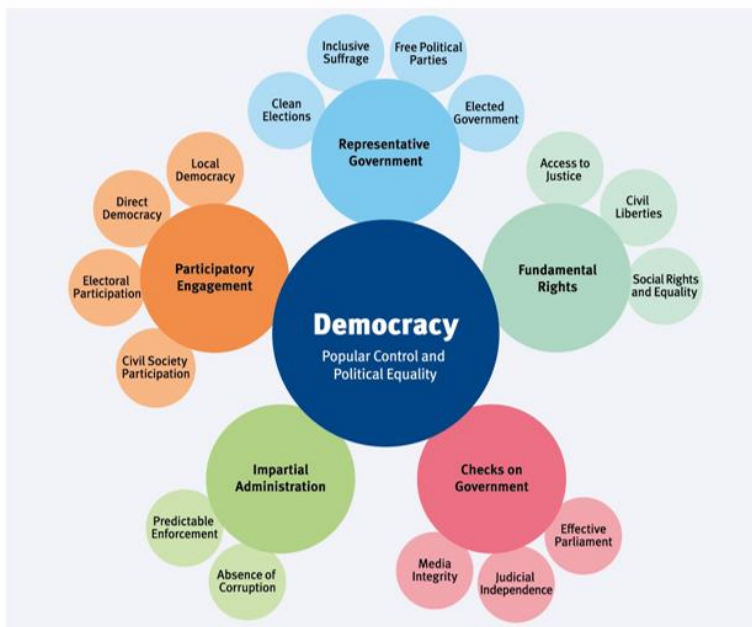 Inclusive
Suffrage
Free Political
Parties
Clean
Elections
Elected
Government
Representative
Government
Local
Democracy
Direct
Democracy
Electoral
Participation
Civil Society
Participation
Participatory
Engagement
Access to
Justice
Civil
Liberties
Social Rights
and Equality
Fundamental
Rights
Democracy
Popular Control and
Political Equality
Impartial
Administration
Predictable
Enforcement
Absence of
Corruption
Checks on
Government
Effective
Parliament
Judicial
Independence
Media
Integrity